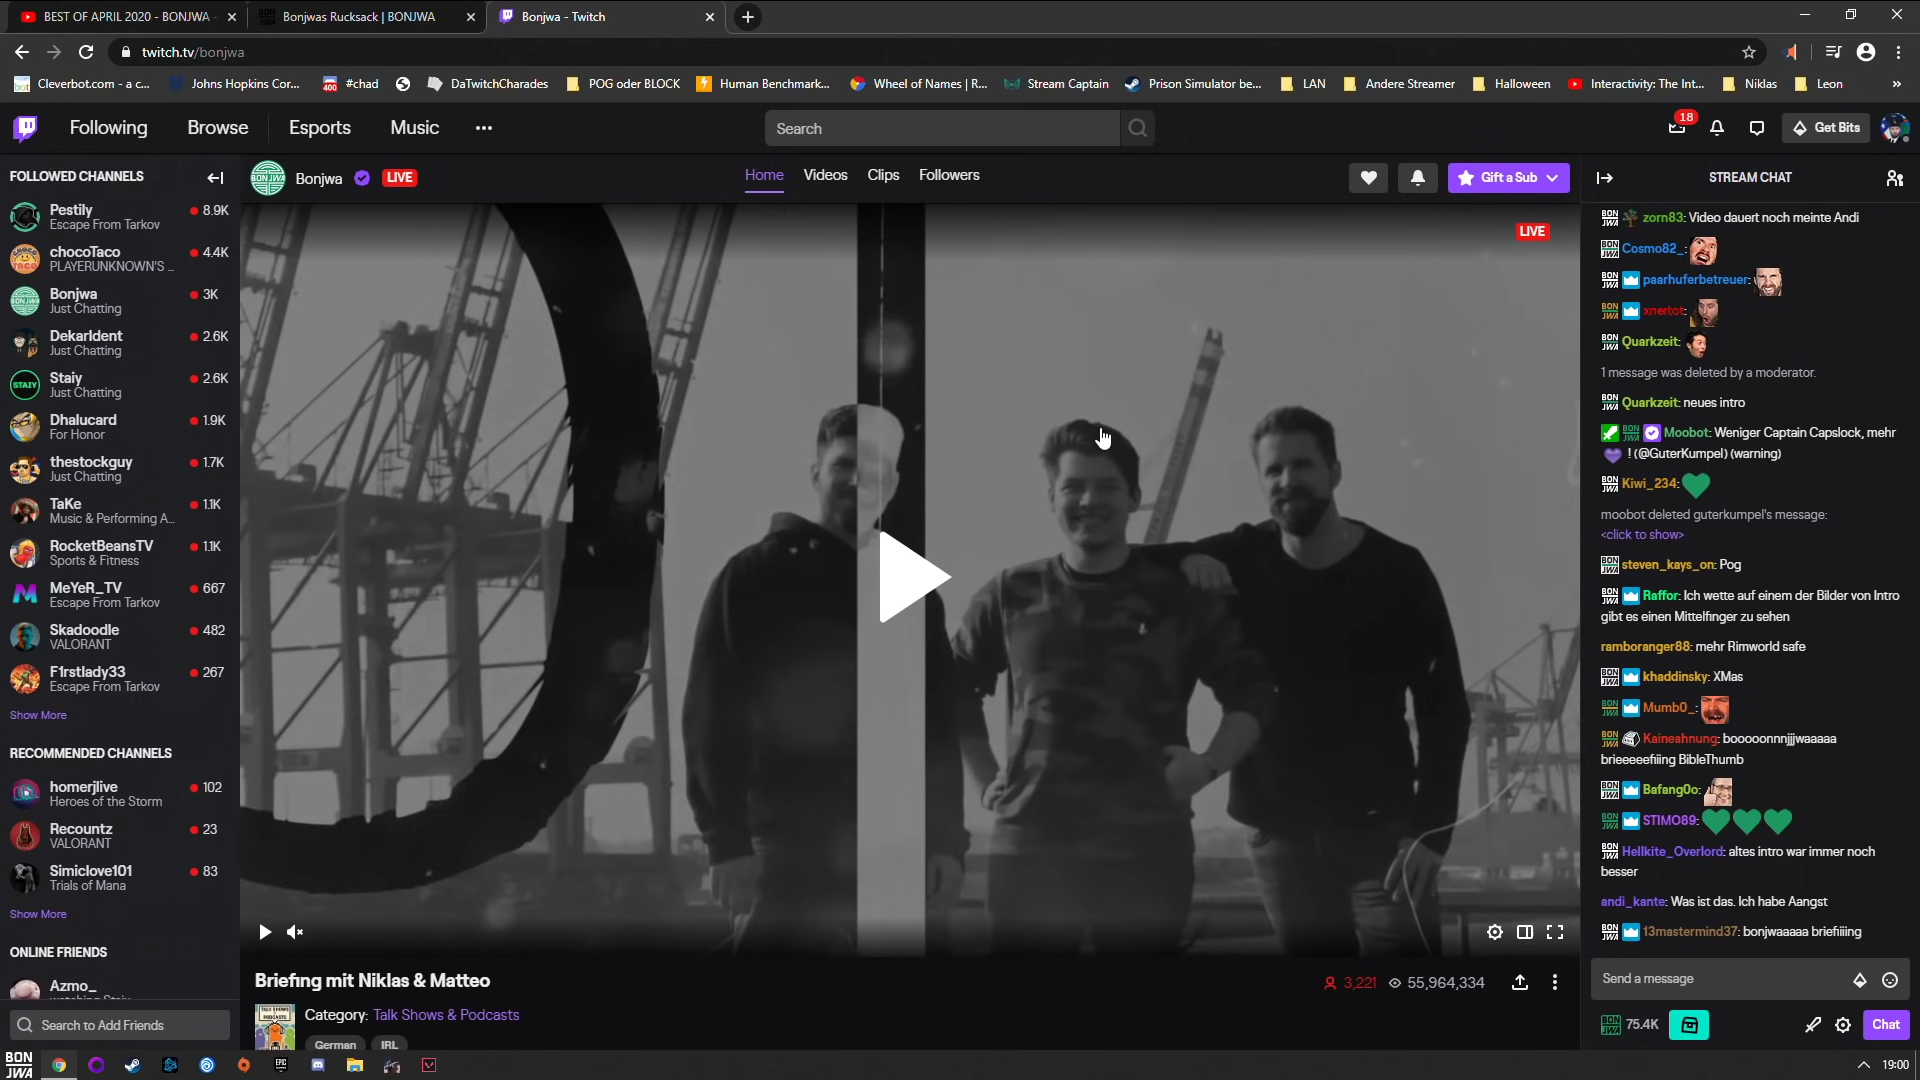 BEST OF APRIL 2020 - BONJWA -
Bonjwas Rucksack | BONJWA
Bonjwa - Twitch
twitch.tv/bonjwa
Cleverbot.com - a c...
Johns Hopkins Cor...
#chad
DaTwitchCharades
POG oder BLOCK
Human Benchmark...
Wheel of Names | R...
Stream Captain
Prison Simulator be...
LAN
Andere Streamer
Halloween
Interactivity: The Int...
Niklas
Leon
Following
Browse
Esports
Music
Search
18
Get Bits
FOLLOWED CHANNELS
Pestily
8.9K
Escape From Tarkov
chocoTaco
4.4K
PLAYERUNKNOWN'S ...
Bonjwa
3K
Just Chatting
DekarIdent
2.6K
Just Chatting
Staiy
2.6K
Just Chatting
Dhalucard
1.9K
For Honor
thestockguy
1.7K
Just Chatting
TaKe
1.1K
Music & Performing A...
RocketBeansTV
1.1K
Sports & Fitness
MeYeR_TV
667
Escape From Tarkov
Skadoodle
482
VALORANT
F1rstlady33
267
Escape From Tarkov
Show More
RECOMMENDED CHANNELS
homerjlive
102
Heroes of the Storm
Recountz
23
VALORANT
Simiclove101
83
Trials of Mana
Show More
ONLINE FRIENDS
Azmo_
Search to Add Friends
BONJWA
Bonjwa
LIVE
Home
Videos
Clips
Followers
Gift a Sub
LIVE
Briefing mit Niklas & Matteo
3,221
55,964,334
Category: Talk Shows & Podcasts
German
IRL
STREAM CHAT
zorn83: Video dauert noch meinte Andi
Cosmo82_:
paarhuferbetreuer:
xnertot:
Quarkzeit:
1 message was deleted by a moderator.
Quarkzeit: neues intro
Moobot: Weniger Captain Capslock, mehr
! (@GuterKumpel) (warning)
Kiwi_234:
moobot deleted guterkumpel's message:
<click to show>
steven_kays_on: Pog
Raffor: Ich wette auf einem der Bilder von Intro
gibt es einen Mittelfinger zu sehen
ramboranger88: mehr Rimworld safe
khaddinsky: XMas
Mumb0_:
Kaineahnung: booooonnnjjjwaaaaa
brieeeeefiiing BibleThumb
Bafang0o:
STIMO89:
Hellkite_Overlord: altes intro war immer noch
besser
andi_kante: Was ist das. Ich habe Aangst
13mastermind37: bonjwaaaaa briefiiing
Send a message
75.4K
Chat
BON
JWA
EPIC
19:00